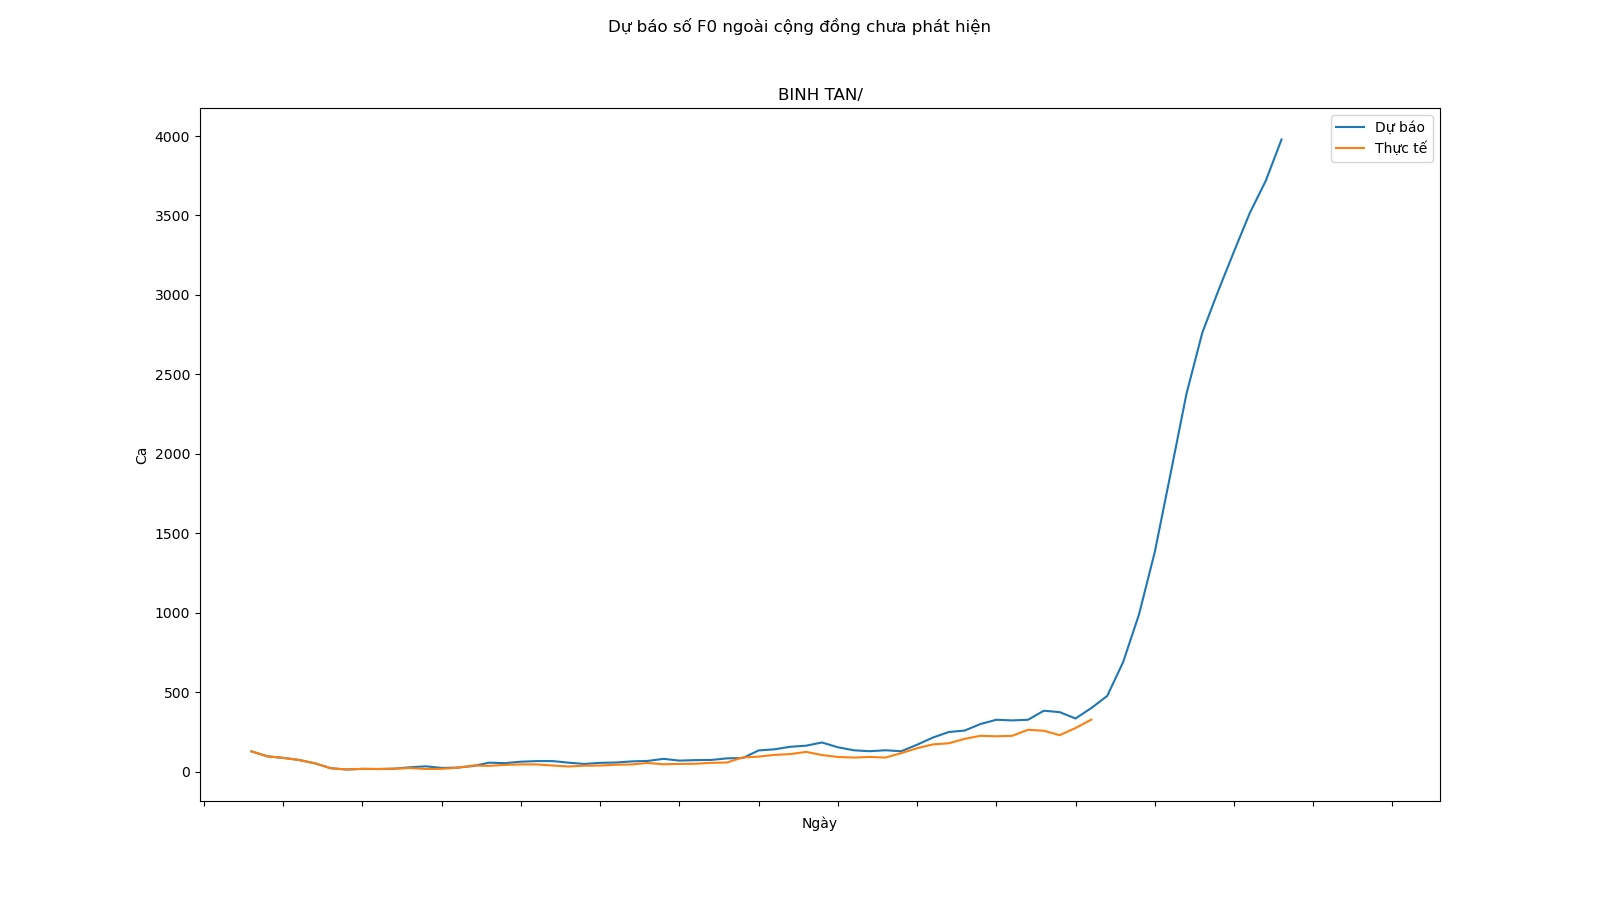 Dự báo số F0 ngoài cộng đồng chưa phát hiện
BINH TAN/
Dự báo
Thực tế
4000
3500
3000
2500
2000
1500
1000
500
0
Ca
Ngày